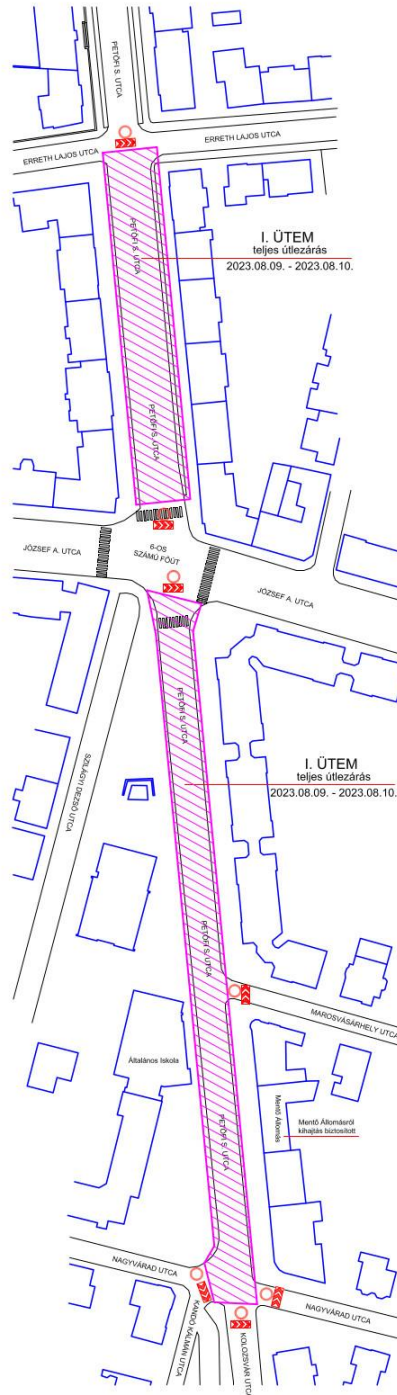 PETŐFI S. UTCA
ERRETH LAJOS UTCA
ERRETH LAJOS UTCA
PETŐFI S. UTCA
I. ÜTEM
teljes útlezárás
2023.08.09. - 2023.08.10.
PETŐFI S. UTCA
JÓZSEF A. UTCA
6-OS
SZÁMÚ FŐÚT
JÓZSEF A. UTCA
PETŐFI S. UTCA
SZILÁGYI DEZSŐ UTCA
I. ÜTEM
teljes útlezárás
2023.08.09. - 2023.08.10.
PETŐFI S. UTCA
MAROSVÁSÁRHELY UTCA
Általános Iskola
Mentő Állomás
Mentő Állomásról
kihajtás biztosított
PETŐFI S. UTCA
NAGYVÁRAD UTCA
NAGYVÁRAD UTCA
KANDÓ KÁLMÁN UTCA
KOLOZSVÁR UTCA